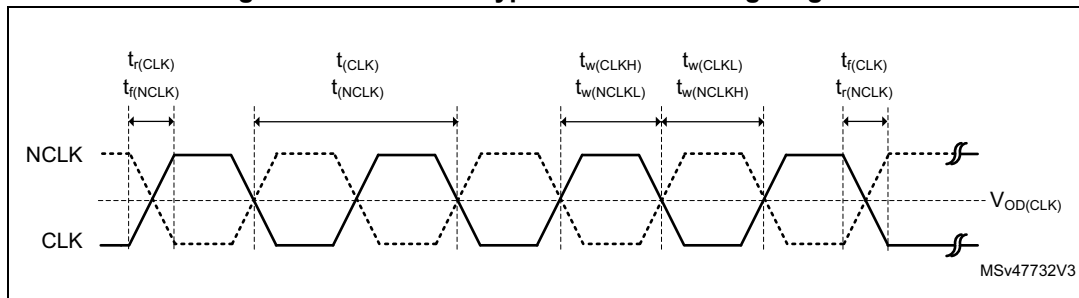 t_r(CLK) t_(CLK) t_w(CLKH) t_w(CLKL) t_f(CLK)
t_f(NCLK) t_(NCLK) t_w(NCLKL) t_w(NCLKH) t_r(NCLK)
NCLK
V_OD(CLK)
CLK
MSv47732V3